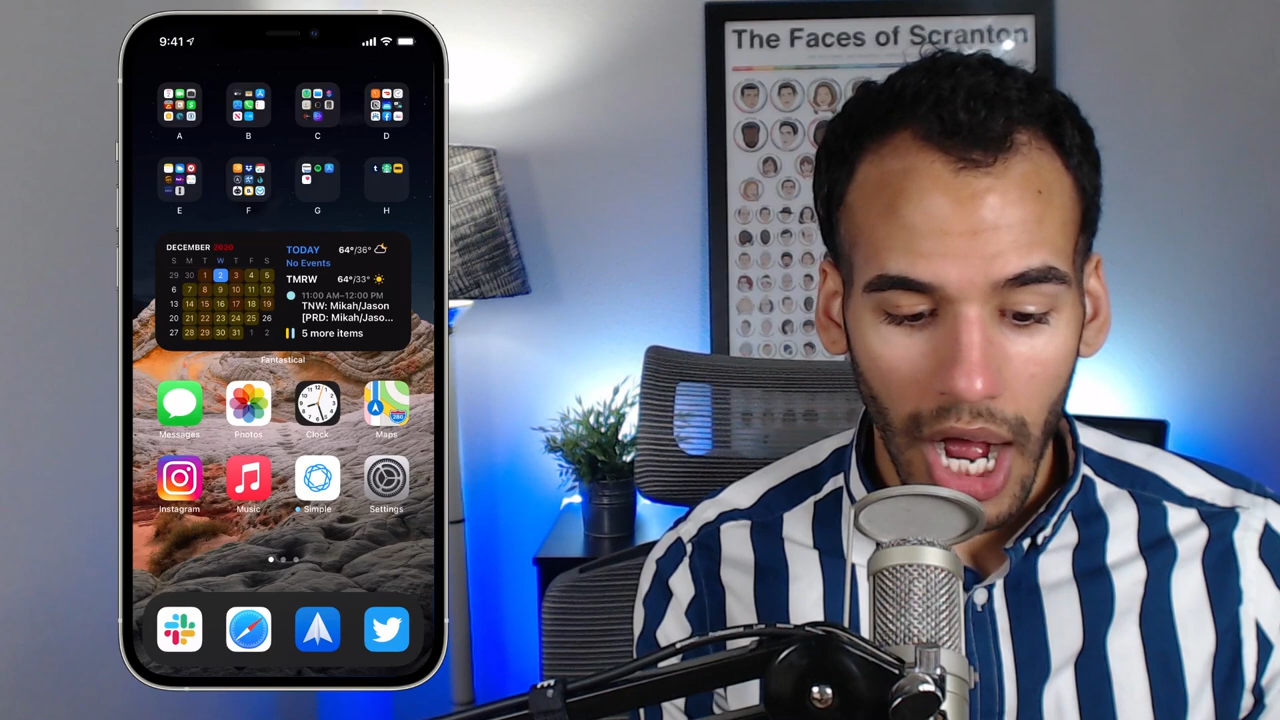 9:41
A B C D
E F G H
DECEMBER 2020
S M T W T F S
29 30 1 2 3 4 5
6 7 8 9 10 11 12
13 14 15 16 17 18 19
20 21 22 23 24 25 26
27 28 29 30 31 1 2
TODAY 64°/36°
No Events
TMRW 64°/33°
11:00 AM–12:00 PM
TNW: Mikah/Jason
[PRD: Mikah/Jaso...
5 more items
Fantastical
Messages Photos Clock Maps
280
Instagram Music Simple Settings
The Faces of Scranton